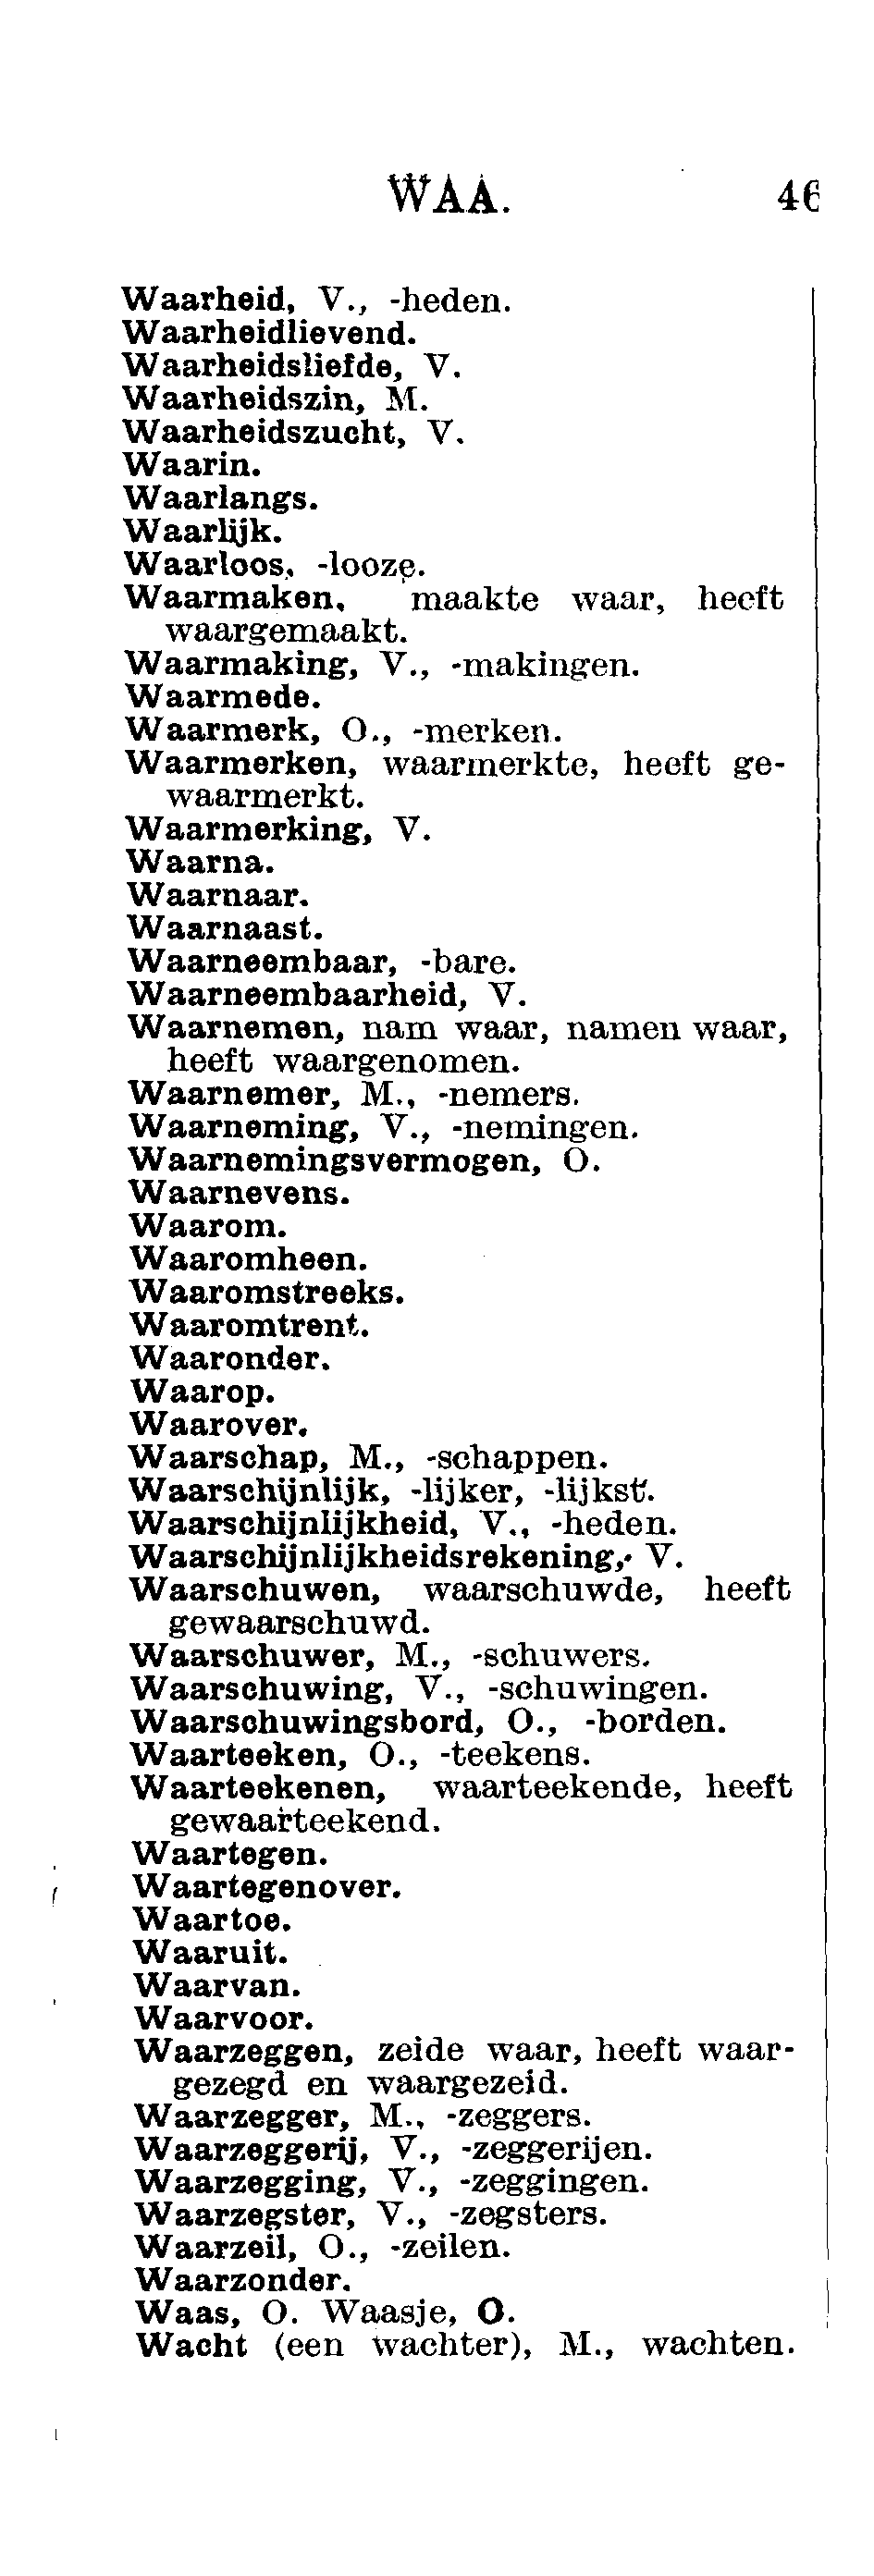 WAA. 46
Waarheid, V., -heden.
Waarheidlievend.
Waarheidsliefde, V.
Waarheidszin, M.
Waarheidszucht, V.
Waarin.
Waarlangs.
Waarlijk.
Waarloos, -looze.
Waarmaken, maakte waar, heeft
waargemaakt.
Waarmaking, V., -makingen.
Waarmede.
Waarmerk, O., -merken.
Waarmerken, waarmerkte, heeft ge-
waarmerkt.
Waarmerking, V.
Waarna.
Waarnaar.
Waarnaast.
Waarneembaar, -bare.
Waarneembaarheid, V.
Waarnemen, nam waar, namen waar,
heeft waargenomen.
Waarnemer, M., -nemers.
Waarneming, V., -nemingen.
Waarnemingsvermogen, O.
Waarnevens.
Waarom.
Waaromheen.
Waaromstreeks.
Waaromtrent.
Waaronder.
Waarop.
Waarover.
Waarschap, M., -schappen.
Waarschijnlijk, -lijker, -lijkst.
Waarschijnlijkheid, V., -heden.
Waarschijnlijkheidsrekening, V.
Waarschuwen, waarschuwde, heeft
gewaarschuwd.
Waarschuwer, M., -schuwers.
Waarschuwing, V., -schuwingen.
Waarschuwingsbord, O., -borden.
Waarteeken, O., -teekens.
Waarteekenen, waarteekende, heeft
gewaarteekend.
Waartegen.
Waartegenover.
Waartoe.
Waaruit.
Waarvan.
Waarvoor.
Waarzeggen, zeide waar, heeft waar-
gezegd en waargezeid.
Waarzegger, M., -zeggers.
Waarzeggerij, V., -zeggerijen.
Waarzegging, V., -zeggingen.
Waarzegster, V., -zegsters.
Waarzeil, O., -zeilen.
Waarzonder.
Waas, O. Waasje, O.
Wacht (een wachter), M., wachten.